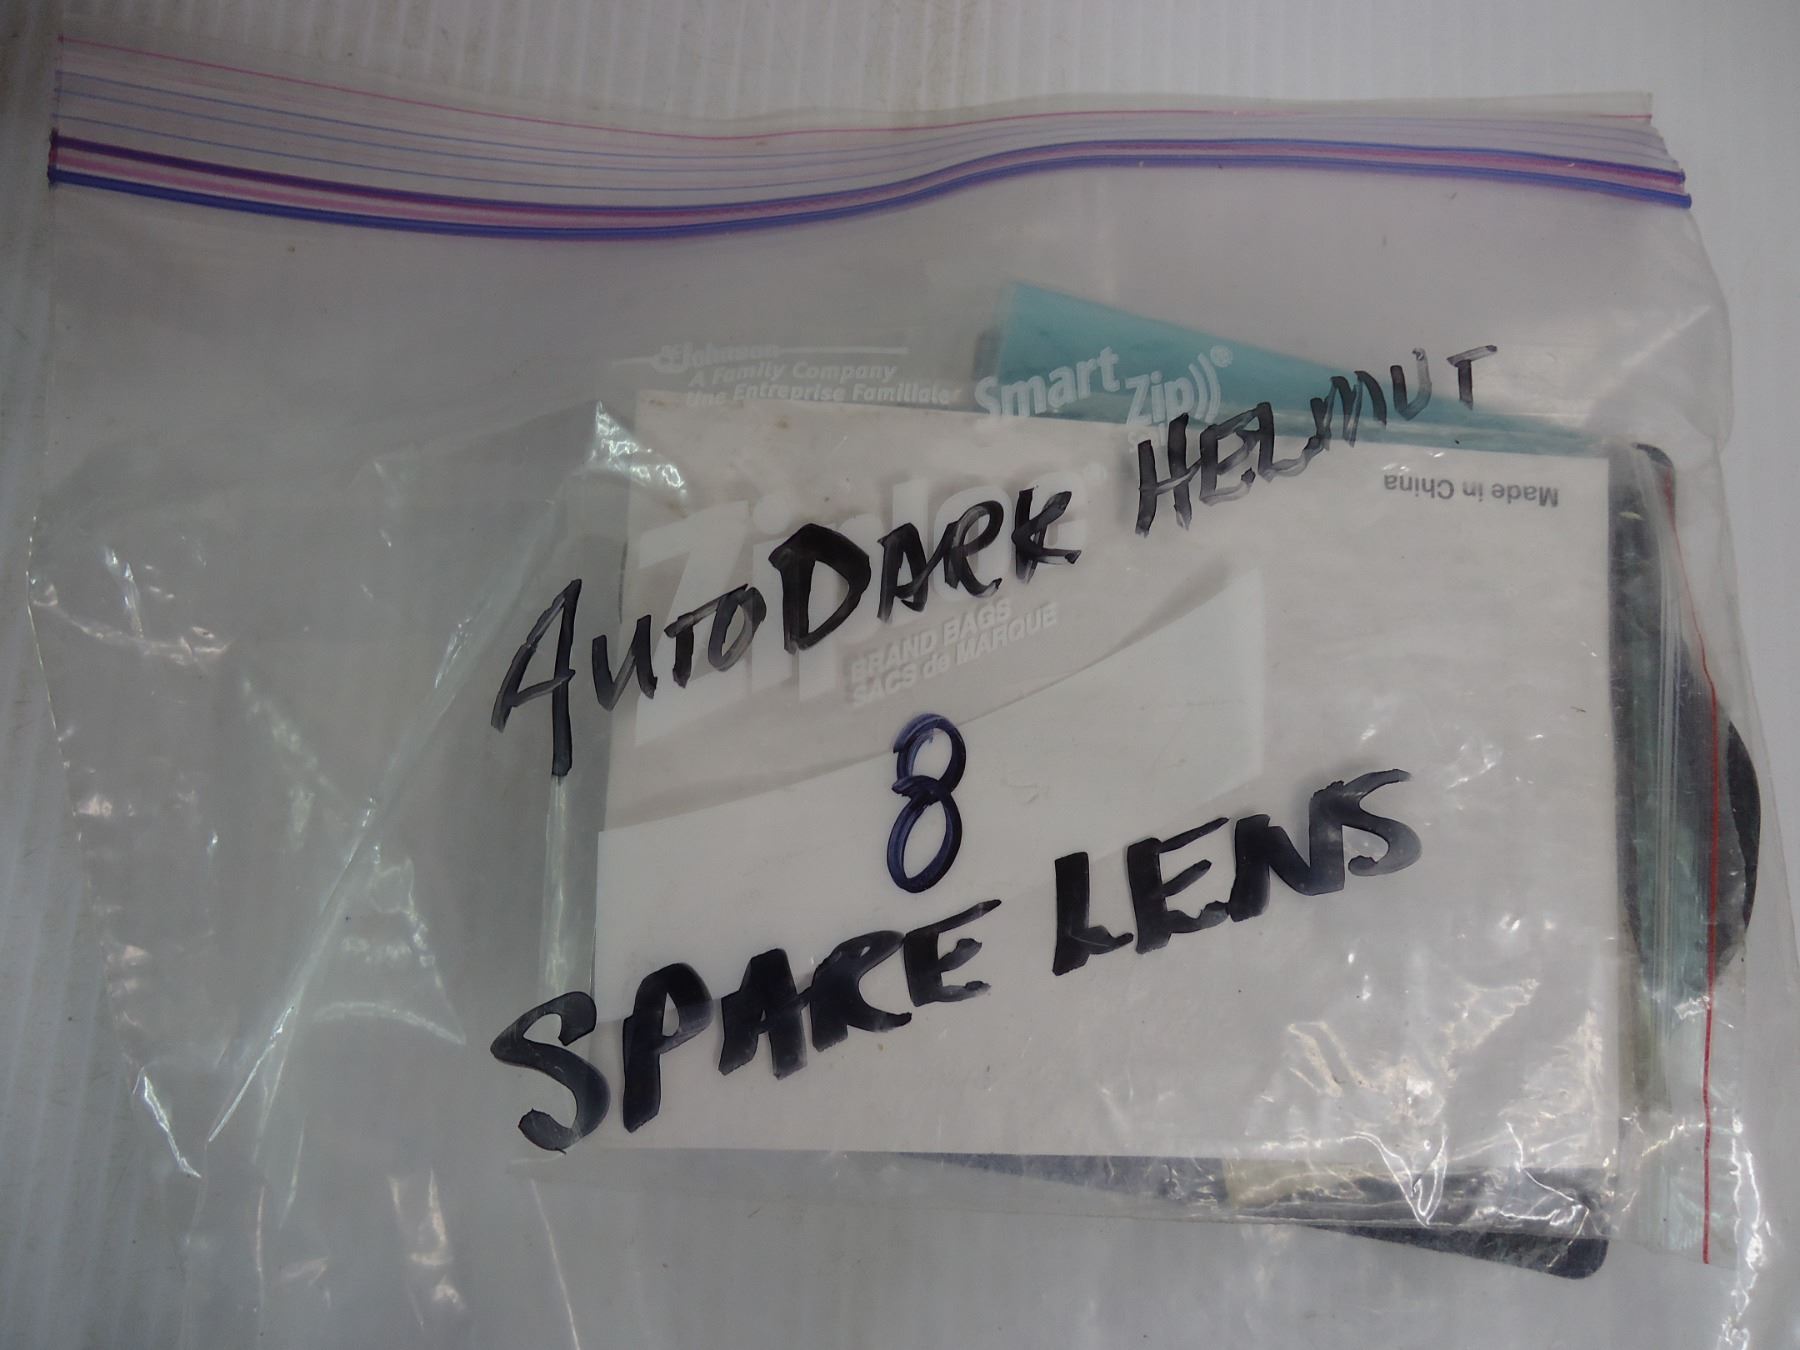 Johnson
A Family Company
Une Entreprise Familiale
Smart
Zip
Ziploc®
BRAND BAGS
SACS de MARQUE
Made in China
AUTODARK HELMUT
8
SPARE LENS